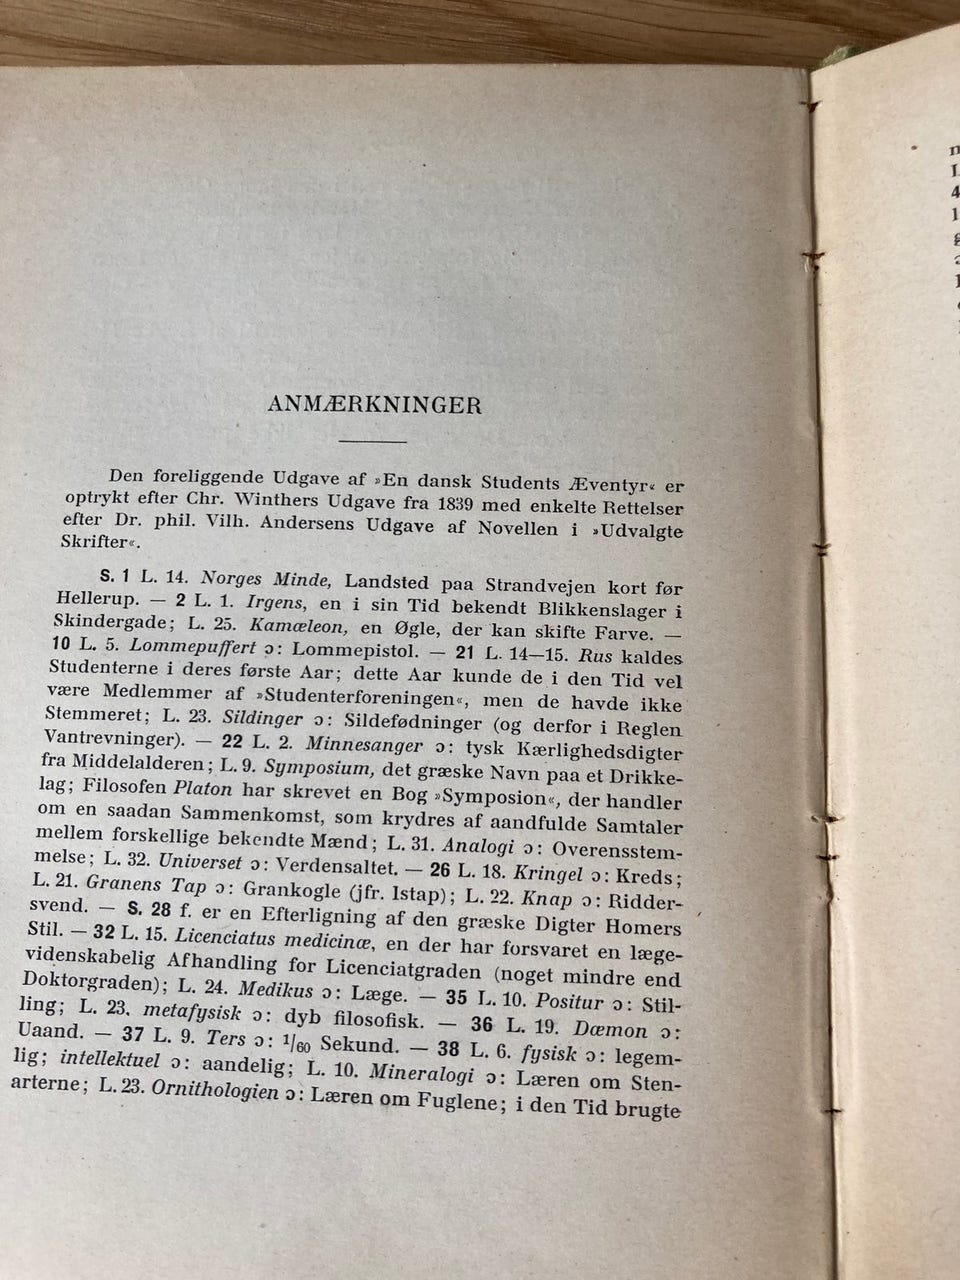 ANMÆRKNINGER
Den foreliggende Udgave af »En dansk Students Æventyr« er
optrykt efter Chr. Winthers Udgave fra 1839 med enkelte Rettelser
efter Dr. phil. Vilh. Andersens Udgave af Novellen i »Udvalgte
Skrifter«.
S. 1 L. 14. Norges Minde, Landsted paa Strandvejen kort før
Hellerup. — 2 L. 1. Irgens, en i sin Tid bekendt Blikkenslager i
Skindergade; L. 25. Kamæleon, en Øgle, der kan skifte Farve. —
10 L. 5. Lommepuffert ɔ: Lommepistol. — 21 L. 14—15. Rus kaldes
Studenterne i deres første Aar; dette Aar kunde de i den Tid vel
være Medlemmer af »Studenterforeningen«, men de havde ikke
Stemmeret; L. 23. Sildinger ɔ: Sildefødninger (og derfor i Reglen
Vantrevninger). — 22 L. 2. Minnesanger ɔ: tysk Kærlighedsdigter
fra Middelalderen; L. 9. Symposium, det græske Navn paa et Drikke-
lag; Filosofen Platon har skrevet en Bog »Symposion«, der handler
om en saadan Sammenkomst, som krydres af aandfulde Samtaler
mellem forskellige bekendte Mænd; L. 31. Analogi ɔ: Overensstem-
melse; L. 32. Universet ɔ: Verdensaltet. — 26 L. 18. Kringel ɔ: Kreds;
L. 21. Granens Tap ɔ: Grankogle (jfr. Istap); L. 22. Knap ɔ: Ridder-
svend. — S. 28 f. er en Efterligning af den græske Digter Homers
Stil. — 32 L. 15. Licenciatus medicinæ, en der har forsvaret en læge-
videnskabelig Afhandling for Licenciatgraden (noget mindre end
Doktorgraden); L. 24. Medikus ɔ: Læge. — 35 L. 10. Positur ɔ: Stil-
ling; L. 23. metafysisk ɔ: dyb filosofisk. — 36 L. 19. Dæmon ɔ:
Uaand. — 37 L. 9. Ters ɔ: 1/60 Sekund. — 38 L. 6. fysisk ɔ: legem-
lig; intellektuel ɔ: aandelig; L. 10. Mineralogi ɔ: Læren om Sten-
arterne; L. 23. Ornithologien ɔ: Læren om Fuglene; i den Tid brugte